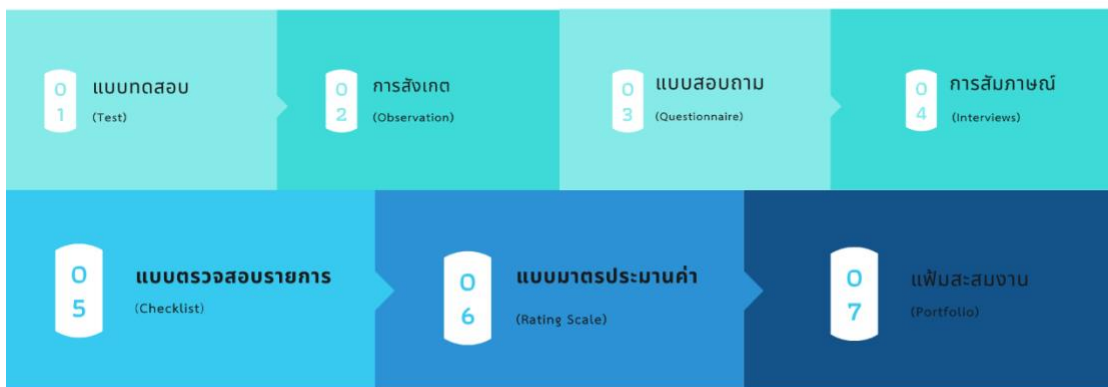 01
แบบทดสอบ
(Test)
02
การสังเกต
(Observation)
03
แบบสอบถาม
(Questionnaire)
04
การสัมภาษณ์
(Interviews)
05
แบบตรวจสอบรายการ
(Checklist)
06
แบบมาตรประมานค่า
(Rating Scale)
07
แฟ้มสะสมงาน
(Portfolio)